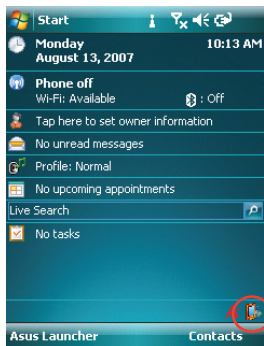 Start
Monday 10:13 AM
August 13, 2007
Phone off
Wi-Fi: Available : Off
Tap here to set owner information
No unread messages
Profile: Normal
No upcoming appointments
Live Search
No tasks
Asus Launcher Contacts